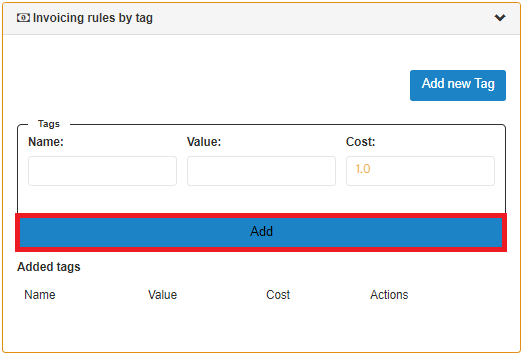 Invoicing rules by tag
Add new Tag
Tags
Name: Value: Cost:
1.0
Add
Added tags
Name Value Cost Actions